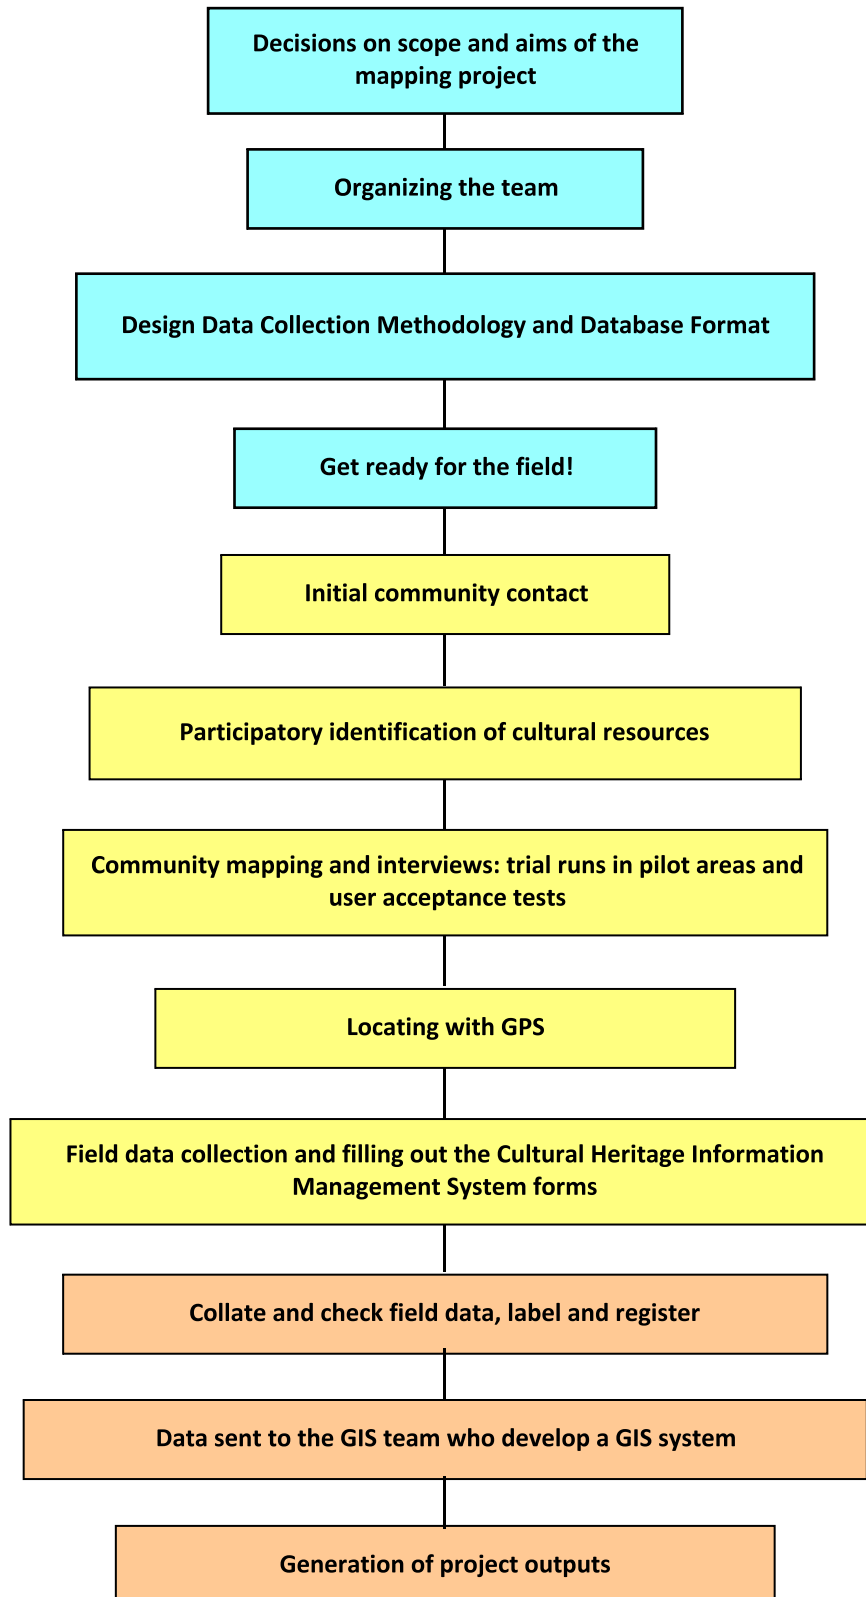 Decisions on scope and aims of the
mapping project
Organizing the team
Design Data Collection Methodology and Database Format
Get ready for the field!
Initial community contact
Participatory identification of cultural resources
Community mapping and interviews: trial runs in pilot areas and
user acceptance tests
Locating with GPS
Field data collection and filling out the Cultural Heritage Information
Management System forms
Collate and check field data, label and register
Data sent to the GIS team who develop a GIS system
Generation of project outputs